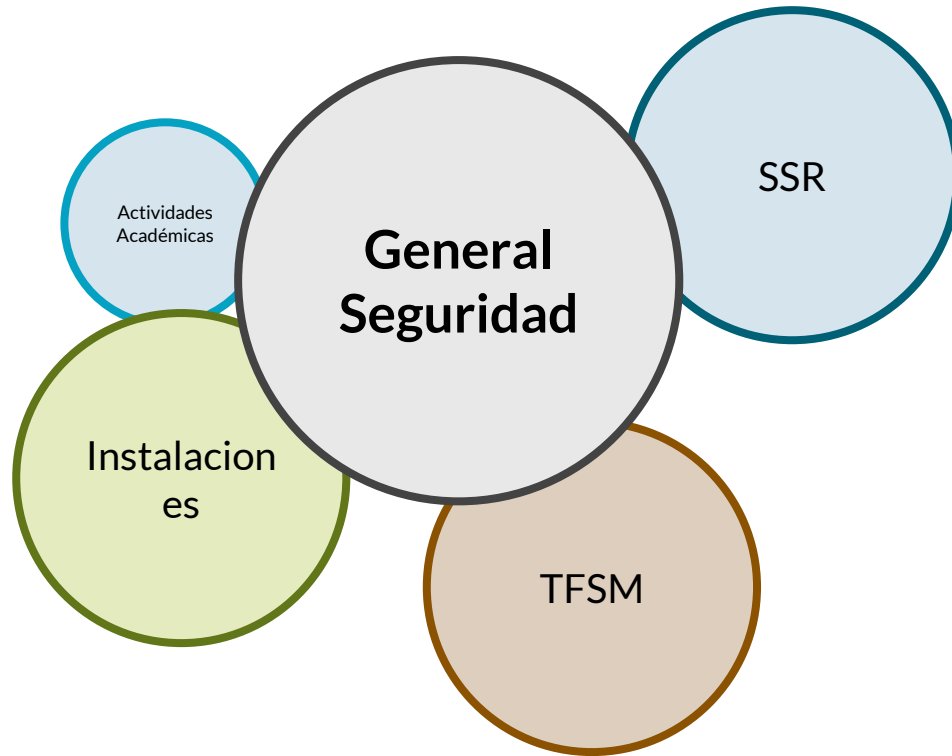 SSR
Actividades
Académicas
General
Seguridad
Instalacion
es
TFSM